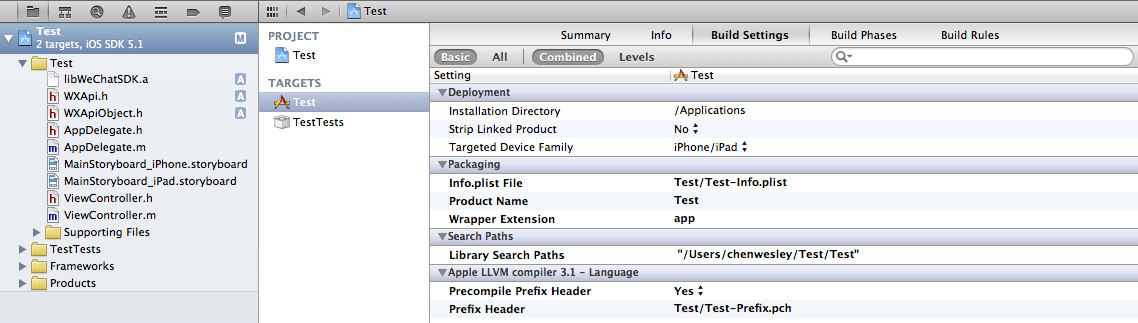 Test
Test
2 targets, iOS SDK 5.1
M
Test
libWeChatSDK.a
A
WXApi.h
A
WXApiObject.h
A
AppDelegate.h
AppDelegate.m
MainStoryboard_iPhone.storyboard
MainStoryboard_iPad.storyboard
ViewController.h
ViewController.m
Supporting Files
TestTests
Frameworks
Products
PROJECT
Test
TARGETS
Test
TestTests
Summary Info Build Settings Build Phases Build Rules
Basic All Combined Levels
Setting Test
Deployment
Installation Directory /Applications
Strip Linked Product No
Targeted Device Family iPhone/iPad
Packaging
Info.plist File Test/Test-Info.plist
Product Name Test
Wrapper Extension app
Search Paths
Library Search Paths "/Users/chenwesley/Test/Test"
Apple LLVM compiler 3.1 - Language
Precompile Prefix Header Yes
Prefix Header Test/Test-Prefix.pch